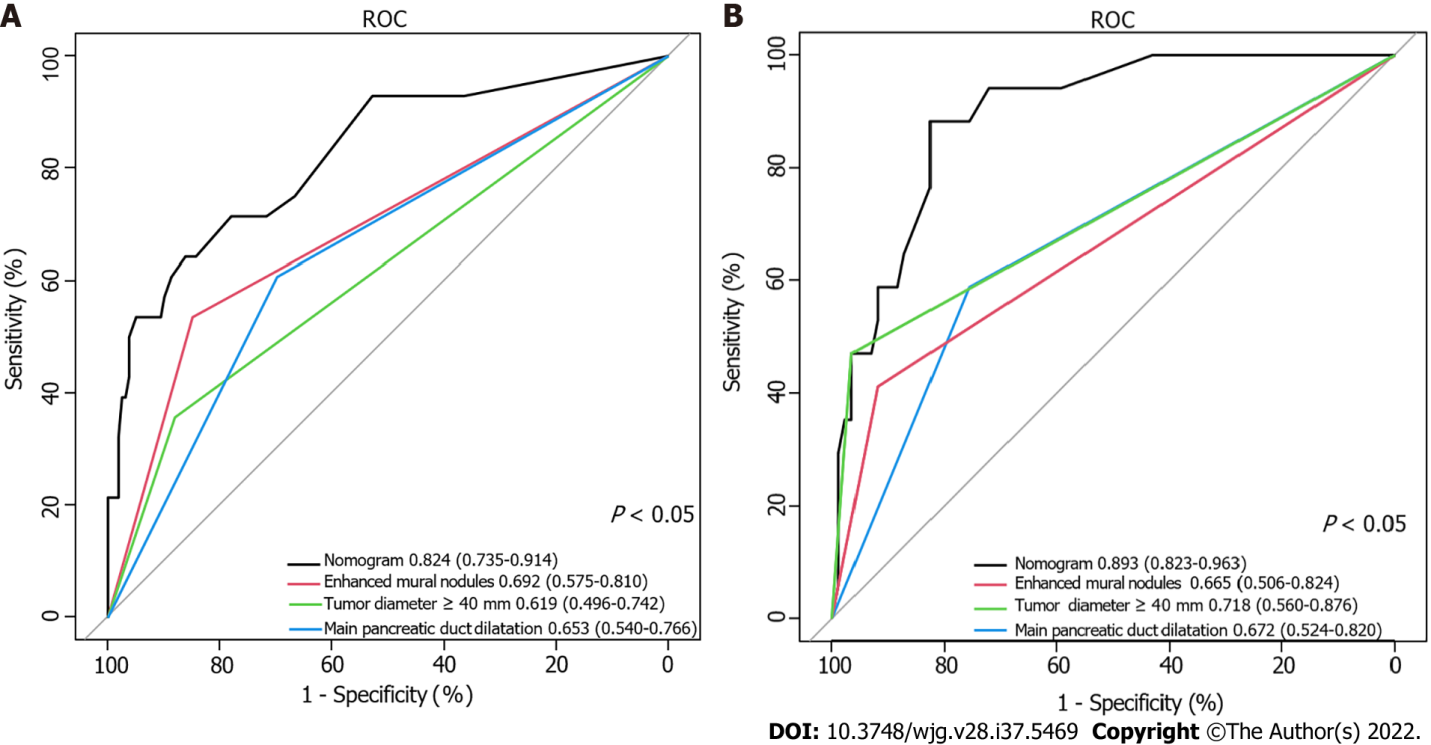 A
ROC
100
80
60
40
20
0
Sensitivity (%)
P < 0.05
Nomogram 0.824 (0.735-0.914)
Enhanced mural nodules 0.692 (0.575-0.810)
Tumor diameter ≥ 40 mm 0.619 (0.496-0.742)
Main pancreatic duct dilatation 0.653 (0.540-0.766)
100 80 60 40 20 0
1 - Specificity (%)
B
ROC
100
80
60
40
20
0
Sensitivity (%)
P < 0.05
Nomogram 0.893 (0.823-0.963)
Enhanced mural nodules 0.665 (0.506-0.824)
Tumor diameter ≥ 40 mm 0.718 (0.560-0.876)
Main pancreatic duct dilatation 0.672 (0.524-0.820)
100 80 60 40 20 0
1 - Specificity (%)
DOI: 10.3748/wjg.v28.i37.5469 Copyright ©The Author(s) 2022.